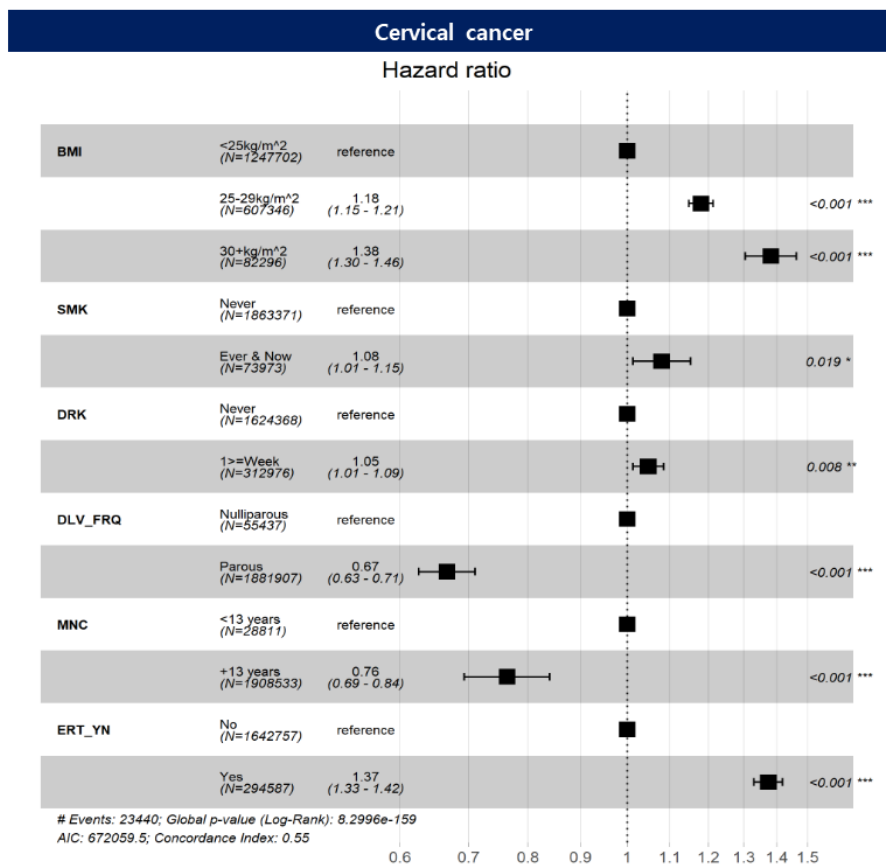 Cervical cancer
Hazard ratio
BMI <25kg/m^2 reference
(N=1247702)
25-29kg/m^2 1.18 <0.001 ***
(N=607346) (1.15 - 1.21)
30+kg/m^2 1.38 <0.001 ***
(N=82296) (1.30 - 1.46)
SMK Never reference
(N=1863371)
Ever & Now 1.08 0.019 *
(N=73973) (1.01 - 1.15)
DRK Never reference
(N=1624368)
1>=Week 1.05 0.008 **
(N=312976) (1.01 - 1.09)
DLV_FRQ Nulliparous reference
(N=55437)
Parous 0.67 <0.001 ***
(N=1881907) (0.63 - 0.71)
MNC <13 years reference
(N=28811)
+13 years 0.76 <0.001 ***
(N=1908533) (0.69 - 0.84)
ERT_YN No reference
(N=1642757)
Yes 1.37 <0.001 ***
(N=294587) (1.33 - 1.42)
# Events: 23440; Global p-value (Log-Rank): 8.2996e-159
AIC: 672059.5; Concordance Index: 0.55
0.6 0.7 0.8 0.9 1 1.1 1.2 1.3 1.4 1.5